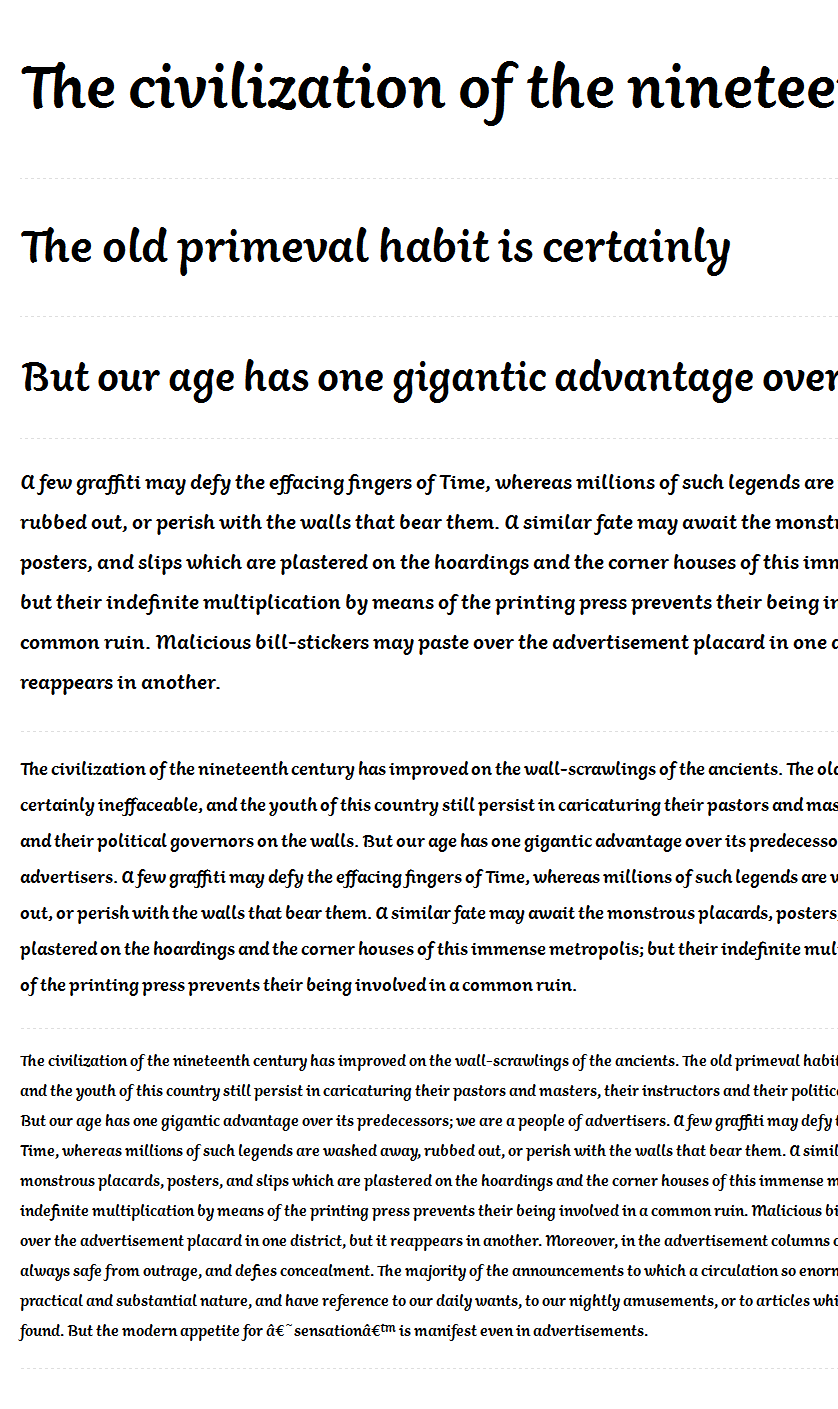 The civilization of the
The old primeval habit is certainly
But our age has one gigantic advantage over
A few graffiti may defy the effacing fingers of Time, whereas millions of such legends are
rubbed out, or perish with the walls that bear them. A similar fate may await the
posters, and slips which are plastered on the hoardings and the corner houses of this
but their indefinite multiplication by means of the printing press prevents their being
common ruin. Malicious bill-stickers may paste over the advertisement placard in one
reappears in another.
The civilization of the nineteenth century has improved on the wall-scrawlings of the ancients. The old
certainly ineffaceable, and the youth of this country still persist in caricaturing their pastors and
and their political governors on the walls. But our age has one gigantic advantage over its
advertisers. A few graffiti may defy the effacing fingers of Time, whereas millions of such legends are
out, or perish with the walls that bear them. A similar fate may await the monstrous placards, posters,
plastered on the hoardings and the corner houses of this immense metropolis; but their indefinite
of the printing press prevents their being involved in a common ruin.
The civilization of the nineteenth century has improved on the wall-scrawlings of the ancients. The old primeval
and the youth of this country still persist in caricaturing their pastors and masters, their instructors and their
But our age has one gigantic advantage over its predecessors; we are a people of advertisers. A few graffiti may defy
Time, whereas millions of such legends are washed away, rubbed out, or perish with the walls that bear them. A
monstrous placards, posters, and slips which are plastered on the hoardings and the corner houses of this immense
indefinite multiplication by means of the printing press prevents their being involved in a common ruin. Malicious
over the advertisement placard in one district, but it reappears in another. Moreover, in the advertisement columns
always safe from outrage, and defies concealment. The majority of the announcements to which a circulation so
practical and substantial nature, and have reference to our daily wants, to our nightly amusements, or to articles
found. But the modern appetite for â€˜sensationâ€™ is manifest even in advertisements.